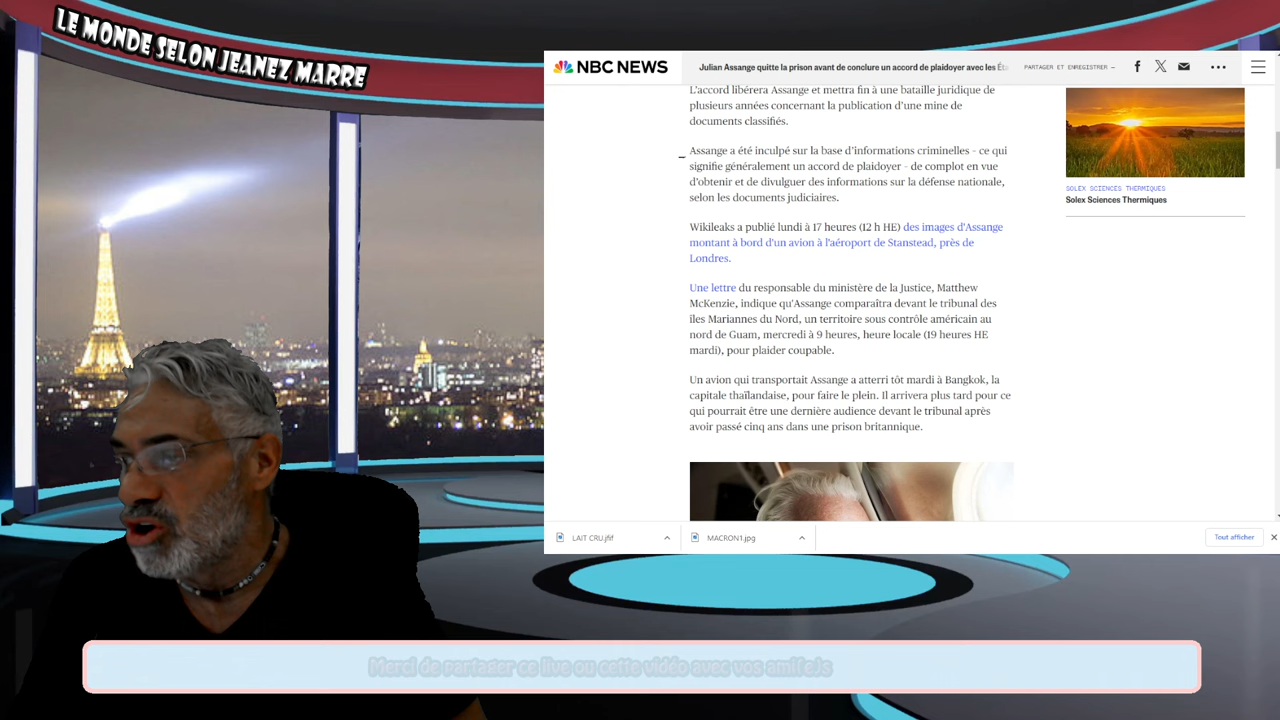 LE MONDE SELON JEANEZ MARRE
NBC NEWS
Julian Assange quitte la prison avant de conclure un accord de plaidoyer avec les Éta
PARTAGER ET ENREGISTRER —
L'accord libérera Assange et mettra fin à une bataille juridique de
plusieurs années concernant la publication d'une mine de
documents classifiés.
Assange a été inculpé sur la base d'informations criminelles - ce qui
signifie généralement un accord de plaidoyer - de complot en vue
d'obtenir et de divulguer des informations sur la défense nationale,
selon les documents judiciaires.
Wikileaks a publié lundi à 17 heures (12 h HE) des images d'Assange
montant à bord d'un avion à l'aéroport de Stanstead, près de
Londres.
Une lettre du responsable du ministère de la Justice, Matthew
McKenzie, indique qu'Assange comparaîtra devant le tribunal des
îles Mariannes du Nord, un territoire sous contrôle américain au
nord de Guam, mercredi à 9 heures, heure locale (19 heures HE
mardi), pour plaider coupable.
Un avion qui transportait Assange a atterri tôt mardi à Bangkok, la
capitale thaïlandaise, pour faire le plein. Il arrivera plus tard pour ce
qui pourrait être une dernière audience devant le tribunal après
avoir passé cinq ans dans une prison britannique.
SOLEX SCIENCES THERMIQUES
Solex Sciences Thermiques
LAIT CRU.jfif
MACRON1.jpg
Tout afficher
Merci de partager ce live ou cette vidéo avec vos ami(e)s